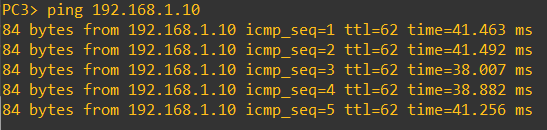 PC3> ping 192.168.1.10
84 bytes from 192.168.1.10 icmp_seq=1 ttl=62 time=41.463 ms
84 bytes from 192.168.1.10 icmp_seq=2 ttl=62 time=41.492 ms
84 bytes from 192.168.1.10 icmp_seq=3 ttl=62 time=38.007 ms
84 bytes from 192.168.1.10 icmp_seq=4 ttl=62 time=38.882 ms
84 bytes from 192.168.1.10 icmp_seq=5 ttl=62 time=41.256 ms